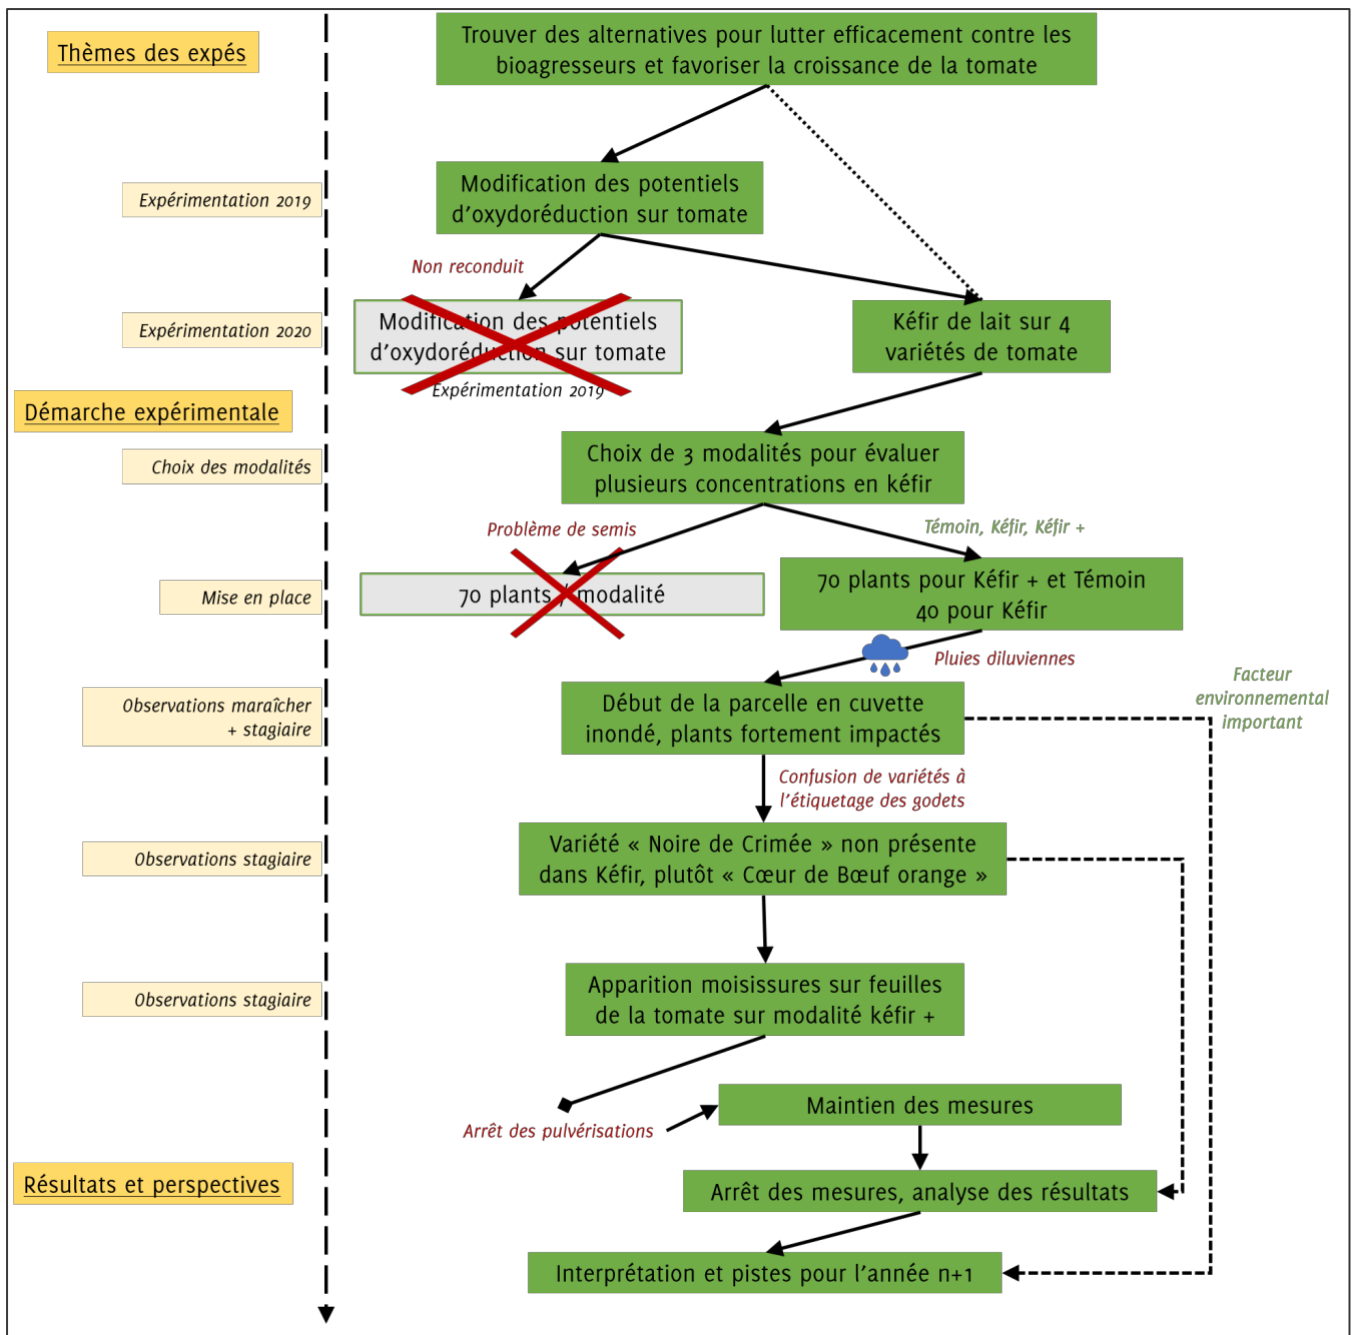 Thèmes des expés
Trouver des alternatives pour lutter efficacement contre les
bioagresseurs et favoriser la croissance de la tomate
Expérimentation 2019
Modification des potentiels
d'oxydoréduction sur tomate
Non reconduit
Expérimentation 2020
Modification des potentiels
d'oxydoréduction sur tomate
Expérimentation 2019
Kéfir de lait sur 4
variétés de tomate
Démarche expérimentale
Choix des modalités
Choix de 3 modalités pour évaluer
plusieurs concentrations en kéfir
Problème de semis
Témoin, Kéfir, Kéfir +
Mise en place
70 plants / modalité
70 plants pour Kéfir + et Témoin
40 pour Kéfir
Pluies diluviennes
Facteur
environnemental
important
Observations maraîcher
+ stagiaire
Début de la parcelle en cuvette
inondé, plants fortement impactés
Confusion de variétés à
l'étiquetage des godets
Observations stagiaire
Variété « Noire de Crimée » non présente
dans Kéfir, plutôt « Cœur de Bœuf orange »
Observations stagiaire
Apparition moisissures sur feuilles
de la tomate sur modalité kéfir +
Arrêt des pulvérisations
Maintien des mesures
Résultats et perspectives
Arrêt des mesures, analyse des résultats
Interprétation et pistes pour l'année n+1